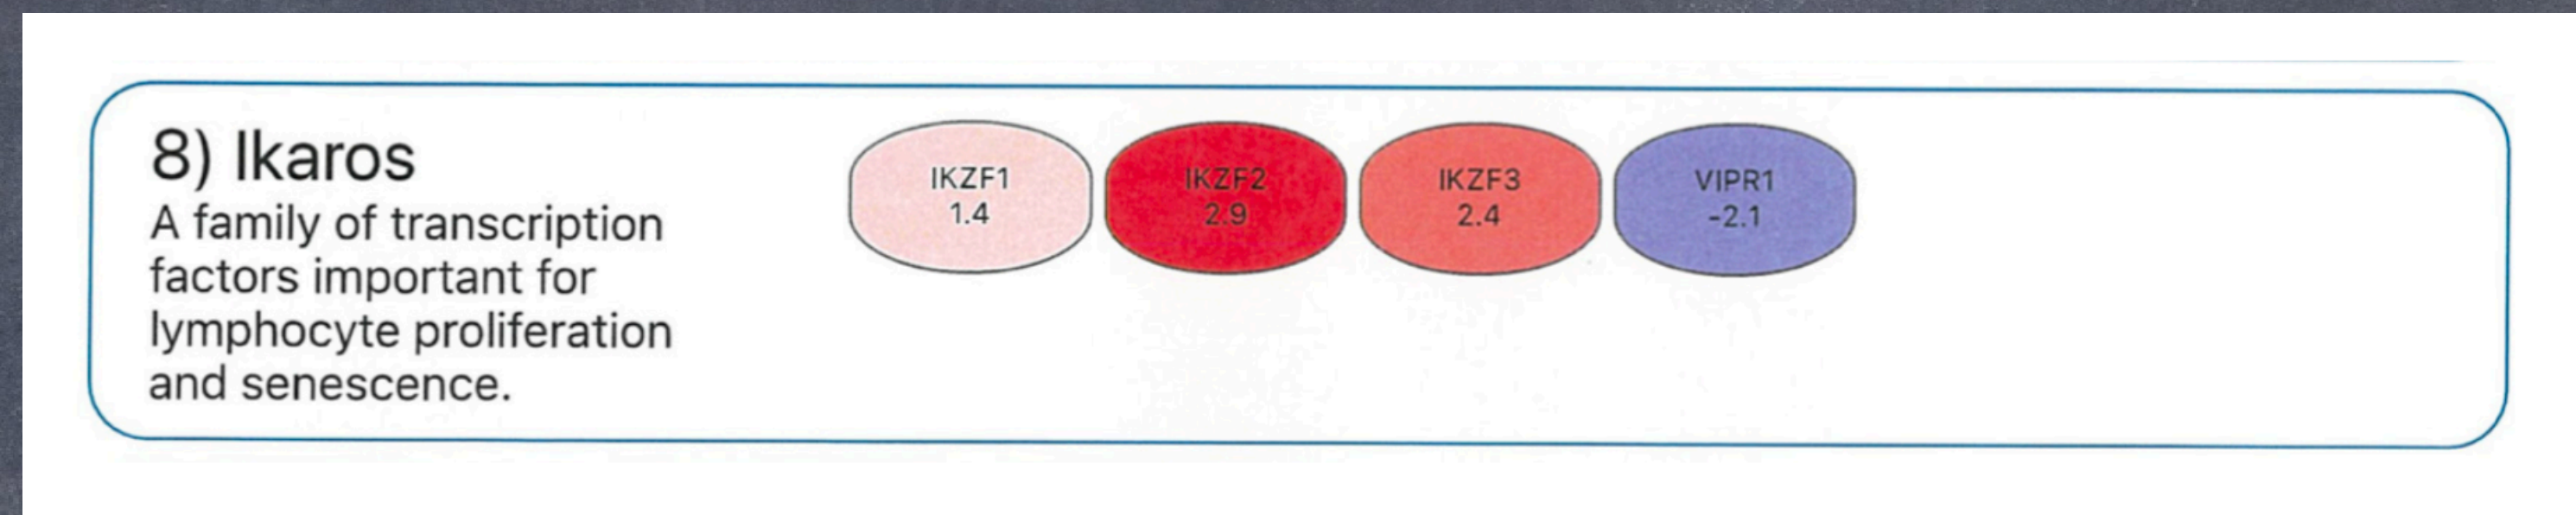 8) Ikaros
A family of transcription
factors important for
lymphocyte proliferation
and senescence.
IKZF1
1.4
IKZF2
2.9
IKZF3
2.4
VIPR1
-2.1